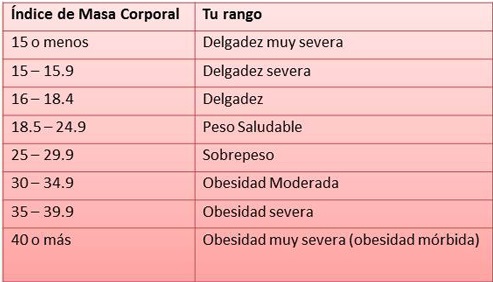 Índice de Masa Corporal Tu rango
15 o menos Delgadez muy severa
15 – 15.9 Delgadez severa
16 – 18.4 Delgadez
18.5 – 24.9 Peso Saludable
25 – 29.9 Sobrepeso
30 – 34.9 Obesidad Moderada
35 – 39.9 Obesidad severa
40 o más Obesidad muy severa (obesidad mórbida)